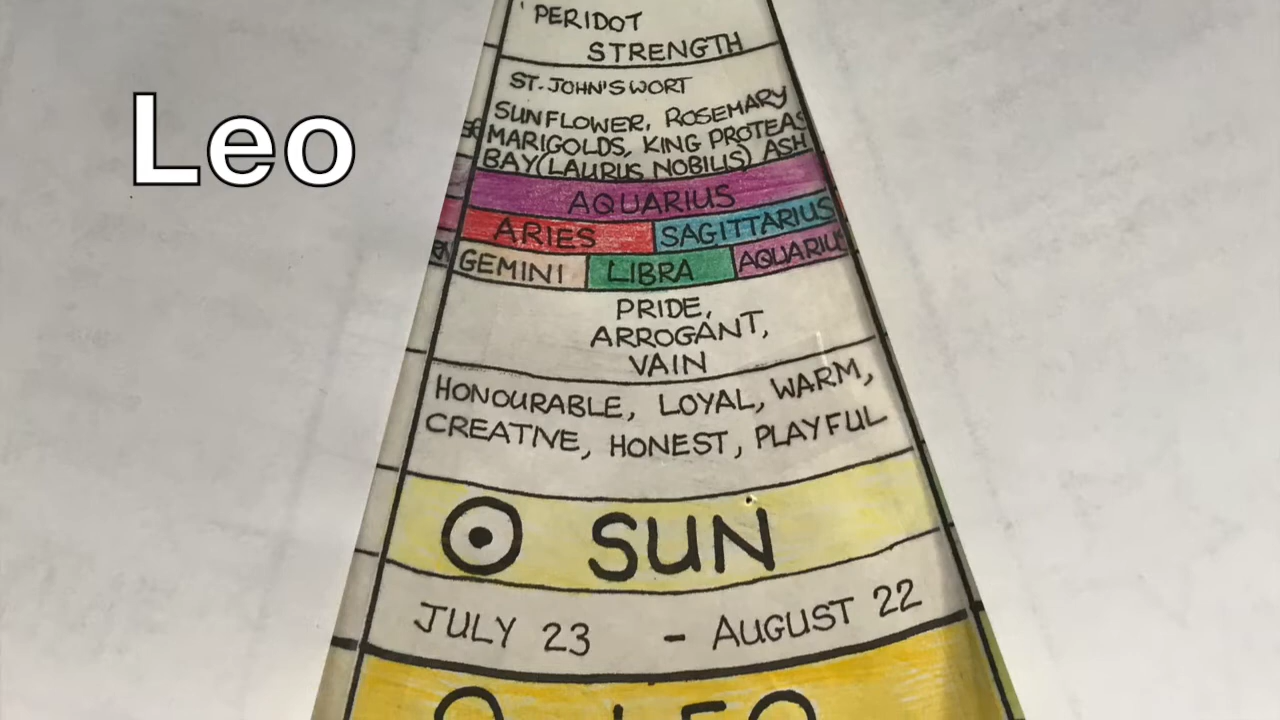 Leo
PERIDOT
STRENGTH
ST. JOHN'S WORT
SUNFLOWER, ROSEMARY
MARIGOLDS, KING PROTEAS
BAY (LAURUS NOBILIS) ASH
AQUARIUS
ARIES SAGITTARIUS
GEMINI LIBRA AQUARIUS
PRIDE,
ARROGANT,
VAIN
HONOURABLE, LOYAL, WARM,
CREATIVE, HONEST, PLAYFUL
SUN
JULY 23 - AUGUST 22
LEO